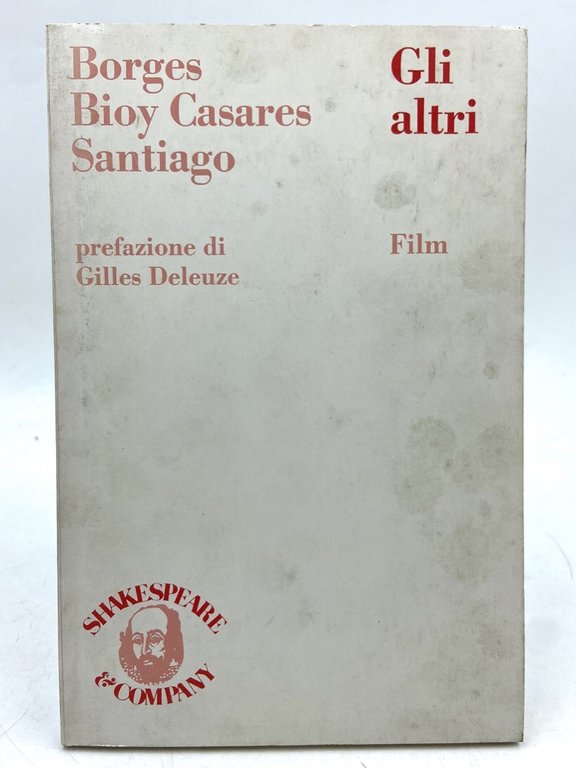 Borges
Bioy Casares
Santiago
Gli
altri
prefazione di
Gilles Deleuze
Film
SHAKESPEARE
& COMPANY